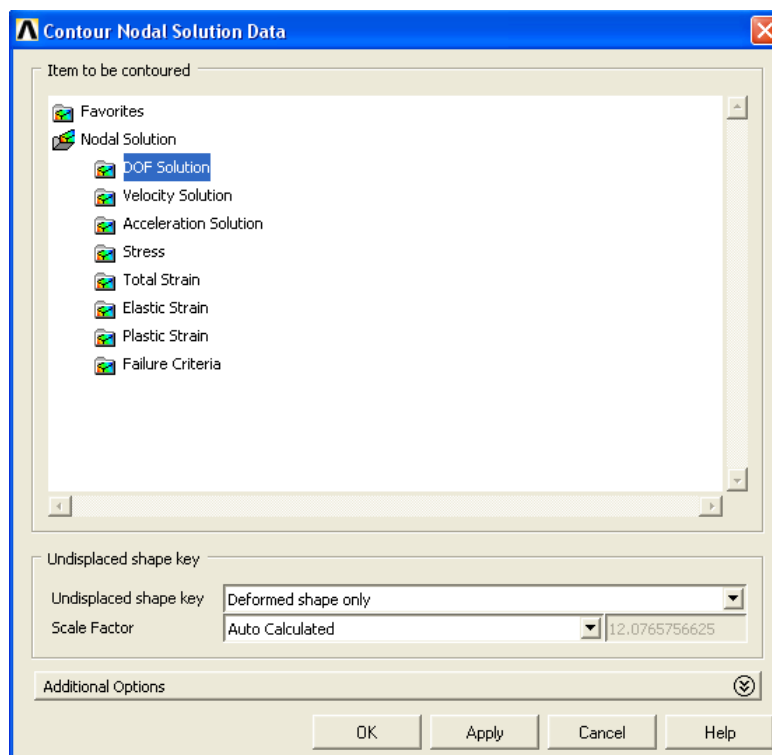 Contour Nodal Solution Data
Item to be contoured
Favorites
Nodal Solution
DOF Solution
Velocity Solution
Acceleration Solution
Stress
Total Strain
Elastic Strain
Plastic Strain
Failure Criteria
Undisplaced shape key
Undisplaced shape key Deformed shape only
Scale Factor Auto Calculated 12.0765756625
Additional Options
OK Apply Cancel Help